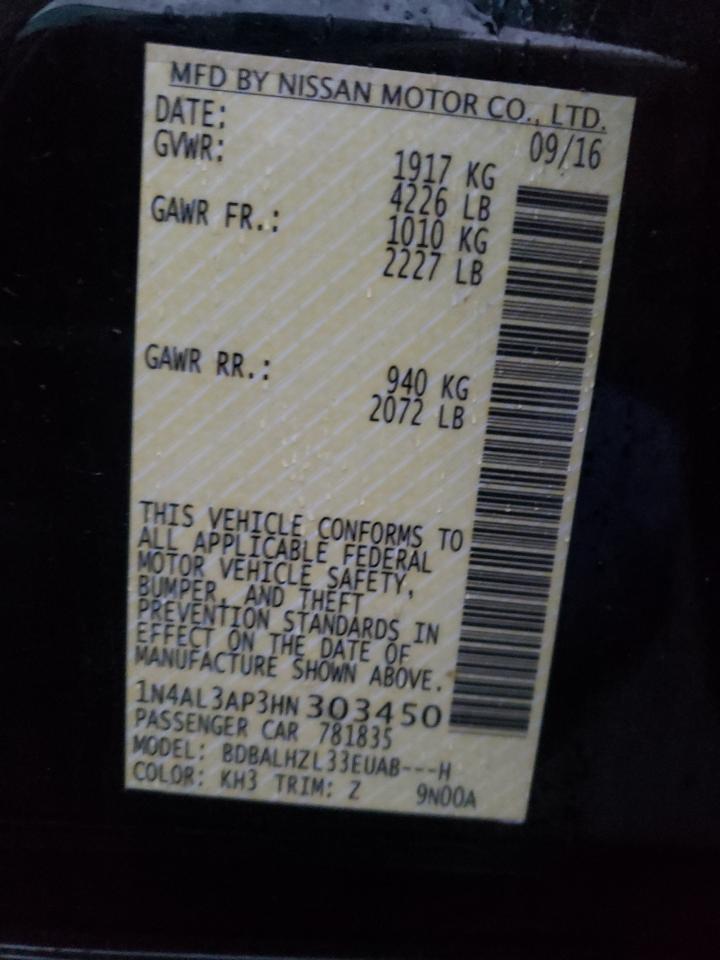 MFD BY NISSAN MOTOR CO., LTD.
DATE: 09/16
GVWR: 1917 KG
4226 LB
GAWR FR.: 1010 KG
2227 LB
GAWR RR.: 940 KG
2072 LB
THIS VEHICLE CONFORMS TO
ALL APPLICABLE FEDERAL
MOTOR VEHICLE SAFETY,
BUMPER, AND THEFT
PREVENTION STANDARDS IN
EFFECT ON THE DATE OF
MANUFACTURE SHOWN ABOVE.
1N4AL3AP3HN303450
PASSENGER CAR 781835
MODEL: BDBALHZL33EUAB---H
COLOR: KH3 TRIM: Z 9N00A